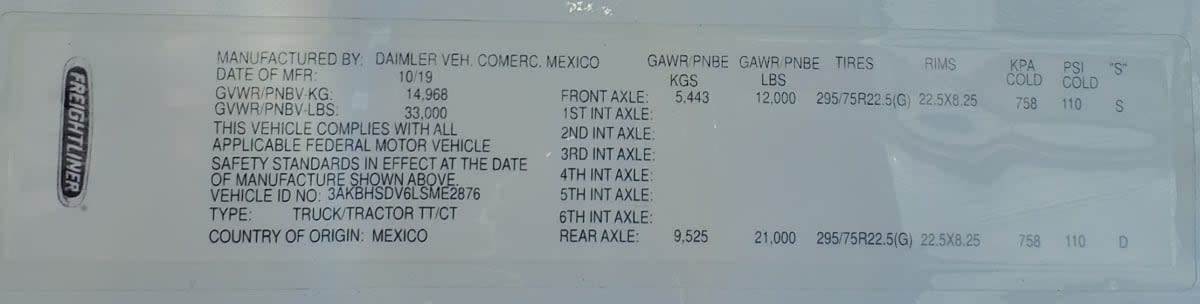 FREIGHTLINER®
MANUFACTURED BY: DAIMLER VEH. COMERC. MEXICO
DATE OF MFR: 10/19
GVWR/PNBV-KG: 14,968
GVWR/PNBV-LBS: 33,000
THIS VEHICLE COMPLIES WITH ALL
APPLICABLE FEDERAL MOTOR VEHICLE
SAFETY STANDARDS IN EFFECT AT THE DATE
OF MANUFACTURE SHOWN ABOVE.
VEHICLE ID NO: 3AKBHSDV6LSME2876
TYPE: TRUCK/TRACTOR TT/CT
COUNTRY OF ORIGIN: MEXICO
GAWR/PNBE GAWR/PNBE TIRES RIMS KPA PSI "S"
KGS LBS COLD COLD
FRONT AXLE: 5,443 12,000 295/75R22.5(G) 22.5X8.25 758 110 S
1ST INT AXLE:
2ND INT AXLE:
3RD INT AXLE:
4TH INT AXLE:
5TH INT AXLE:
6TH INT AXLE:
REAR AXLE: 9,525 21,000 295/75R22.5(G) 22.5X8.25 758 110 D